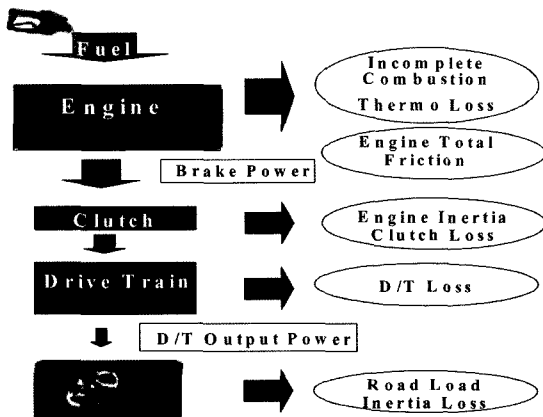 Fuel
Engine
Incomplete
Combustion
Thermo Loss
Engine Total
Friction
Brake Power
Clutch
Engine Inertia
Clutch Loss
Drive Train
D/T Loss
D/T Output Power
Road Load
Inertia Loss